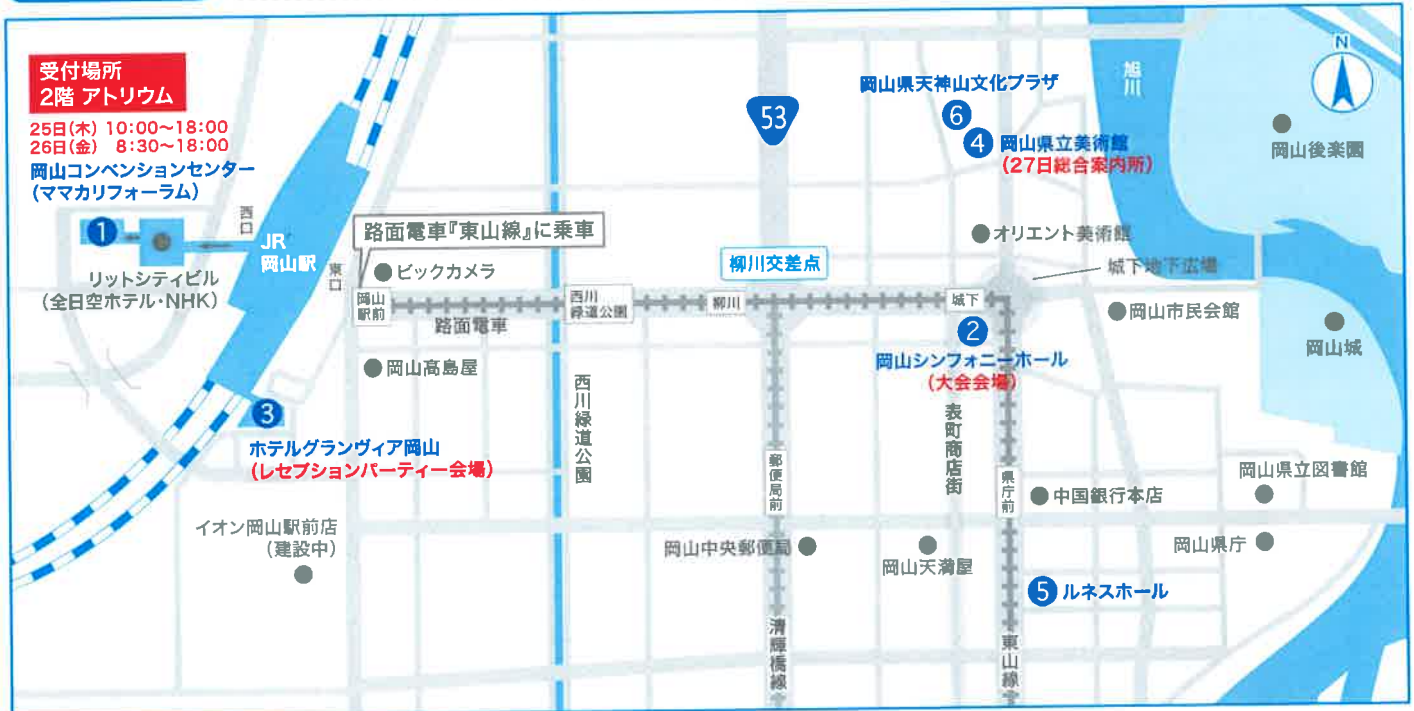 受付場所
2階 アトリウム
25日(木) 10:00〜18:00
26日(金) 8:30〜18:00
岡山コンベンションセンター
(ママカリフォーラム)
1
西口
JR
岡山駅
東口
リットシティビル
(全日空ホテル・NHK)
路面電車『東山線』に乗車
ビックカメラ
岡山
駅前
路面電車
西川
緑道公園
柳川
柳川交差点
53
岡山県天神山文化プラザ
6
4
岡山県立美術館
(27日総合案内所)
旭川
N
岡山後楽園
オリエント美術館
城下地下広場
城下
2
岡山シンフォニーホール
(大会会場)
岡山市民会館
岡山城
岡山髙島屋
3
ホテルグランヴィア岡山
(レセプションパーティー会場)
西川緑道公園
表町商店街
郵便局前
県庁前
中国銀行本店
岡山県立図書館
イオン岡山駅前店
(建設中)
岡山中央郵便局
岡山天満屋
岡山県庁
5
ルネスホール
清輝橋線
東山線